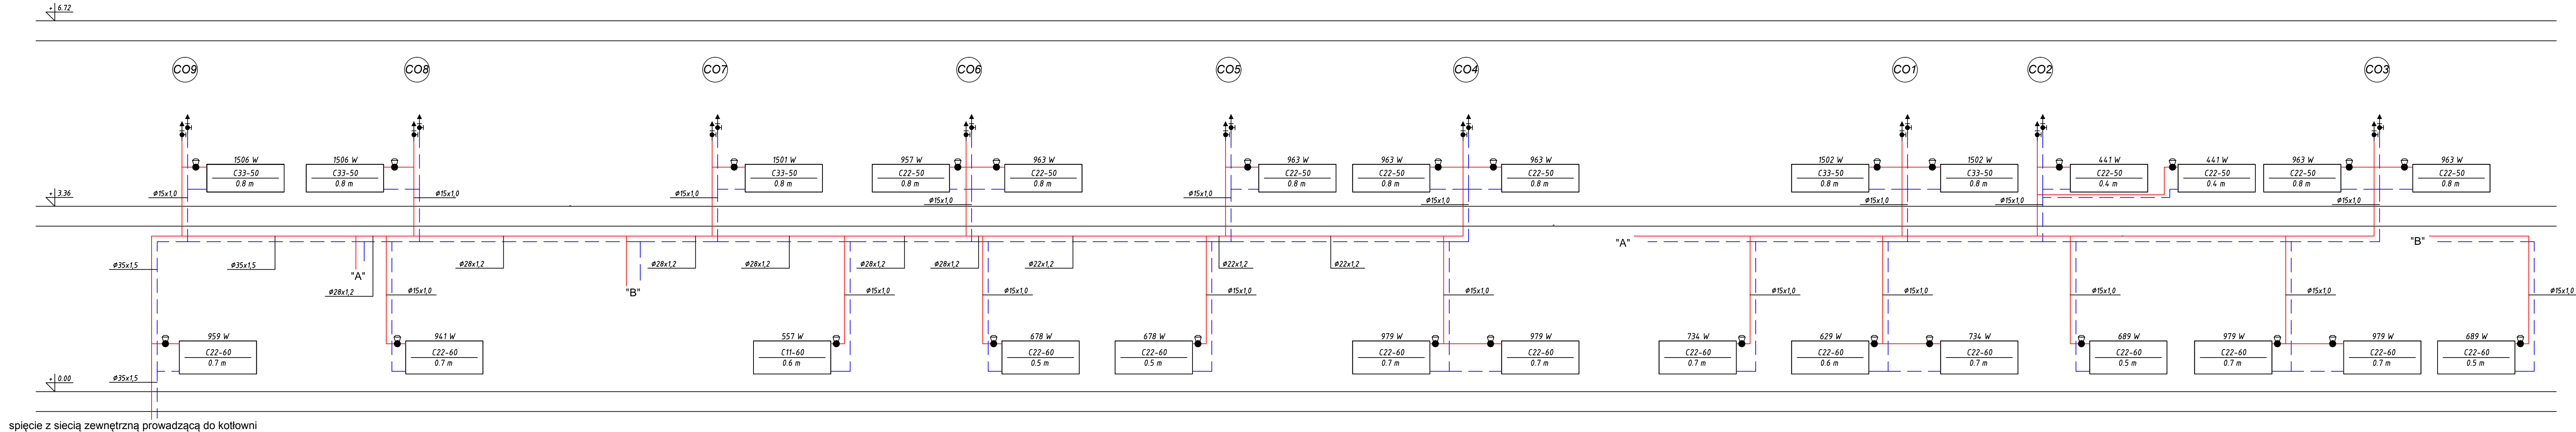 + 6.72
CO9
CO8
CO7
CO6
CO5
CO4
CO1
CO2
CO3
1506 W
C33-50
0.8 m
1506 W
C33-50
0.8 m
1501 W
C33-50
0.8 m
957 W
C22-50
0.8 m
963 W
C22-50
0.8 m
963 W
C22-50
0.8 m
963 W
C22-50
0.8 m
963 W
C22-50
0.8 m
1502 W
C33-50
0.8 m
1502 W
C33-50
0.8 m
441 W
C22-50
0.4 m
441 W
C22-50
0.4 m
963 W
C22-50
0.8 m
963 W
C22-50
0.8 m
+ 3.36
Ø15x1,0
Ø15x1,0
Ø15x1,0
Ø15x1,0
Ø15x1,0
Ø15x1,0
Ø15x1,0
Ø15x1,0
Ø15x1,0
"A"
"B"
Ø35x1,5
Ø35x1,5
"A"
Ø28x1,2
Ø28x1,2
Ø28x1,2
Ø28x1,2
Ø28x1,2
Ø22x1,2
Ø22x1,2
Ø22x1,2
Ø28x1,2
Ø15x1,0
"B"
Ø15x1,0
Ø15x1,0
Ø15x1,0
Ø15x1,0
Ø15x1,0
Ø15x1,0
Ø15x1,0
Ø15x1,0
Ø15x1,0
959 W
C22-60
0.7 m
941 W
C22-60
0.7 m
557 W
C11-60
0.6 m
678 W
C22-60
0.5 m
678 W
C22-60
0.5 m
979 W
C22-60
0.7 m
979 W
C22-60
0.7 m
734 W
C22-60
0.7 m
629 W
C22-60
0.6 m
734 W
C22-60
0.7 m
689 W
C22-60
0.5 m
979 W
C22-60
0.7 m
979 W
C22-60
0.7 m
689 W
C22-60
0.5 m
+ 0.00
Ø35x1,5
spięcie z siecią zewnętrzną prowadzącą do kotłowni